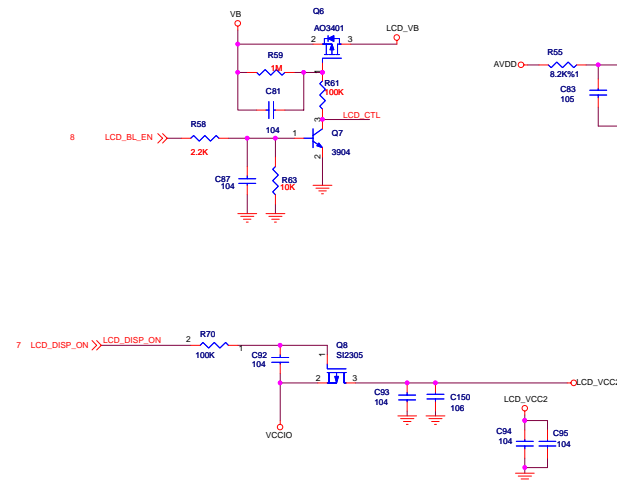 VB
Q6
AO3401
LCD_VB
2
3
1
R59
1M
R61
100K
C81
104
LCD_CTL
3
AVDD
R55
8.2K%1
C83
105
8
LCD_BL_EN
R58
2.2K
1
Q7
3904
2
C87
104
R63
10K
7
LCD_DISP_ON
LCD_DISP_ON
2
R70
1
100K
C92
104
1
Q8
SI2305
2
3
C93
104
C150
106
LCD_VCC2
VCCIO
LCD_VCC2
C94
104
C95
104